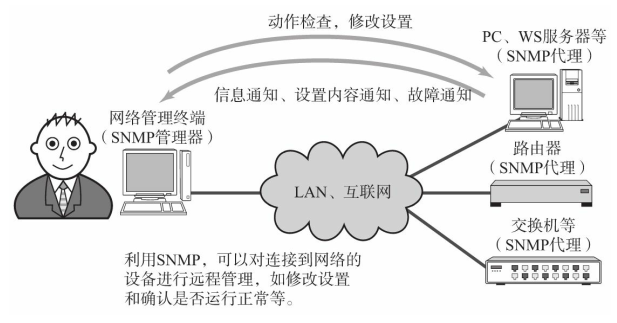 动作检查，修改设置
PC、WS服务器等
（SNMP代理）
信息通知、设置内容通知、故障通知
网络管理终端
（SNMP管理器）
路由器
（SNMP代理）
LAN、互联网
交换机等
（SNMP代理）
利用SNMP，可以对连接到网络的
设备进行远程管理，如修改设置
和确认是否运行正常等。